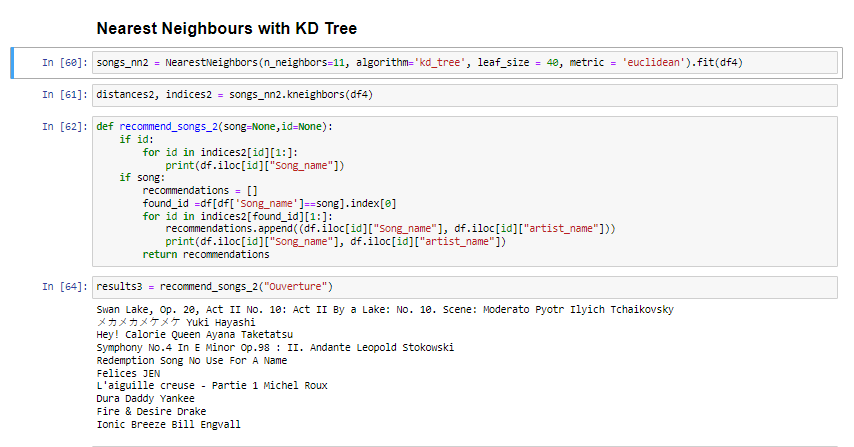 Nearest Neighbours with KD Tree
In [60]: songs_nn2 = NearestNeighbors(n_neighbors=11, algorithm='kd_tree', leaf_size = 40, metric = 'euclidean').fit(df4)
In [61]: distances2, indices2 = songs_nn2.kneighbors(df4)
In [62]: def recommend_songs_2(song=None,id=None):
    if id:
        for id in indices2[id][1:]:
            print(df.iloc[id]["Song_name"])
    if song:
        recommendations = []
        found_id =df[df['Song_name']==song].index[0]
        for id in indices2[found_id][1:]:
            recommendations.append((df.iloc[id]["Song_name"], df.iloc[id]["artist_name"]))
            print(df.iloc[id]["Song_name"], df.iloc[id]["artist_name"])
        return recommendations
In [64]: results3 = recommend_songs_2("Ouverture")
Swan Lake, Op. 20, Act II No. 10: Act II By a Lake: No. 10. Scene: Moderato Pyotr Ilyich Tchaikovsky
メカメカメケメケ Yuki Hayashi
Hey! Calorie Queen Ayana Taketatsu
Symphony No.4 In E Minor Op.98 : II. Andante Leopold Stokowski
Redemption Song No Use For A Name
Felices JEN
L'aiguille creuse - Partie 1 Michel Roux
Dura Daddy Yankee
Fire & Desire Drake
Ionic Breeze Bill Engvall